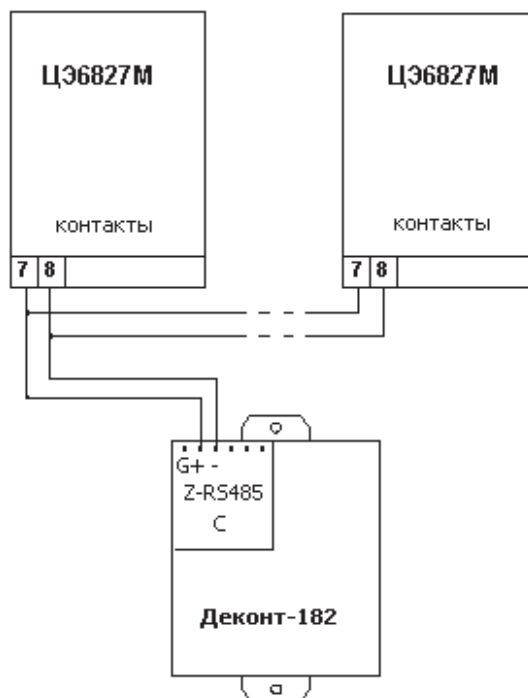 ЦЭ6827М
ЦЭ6827М
контакты
контакты
7 8
7 8
G+ -
Z-RS485
C
Деконт-182